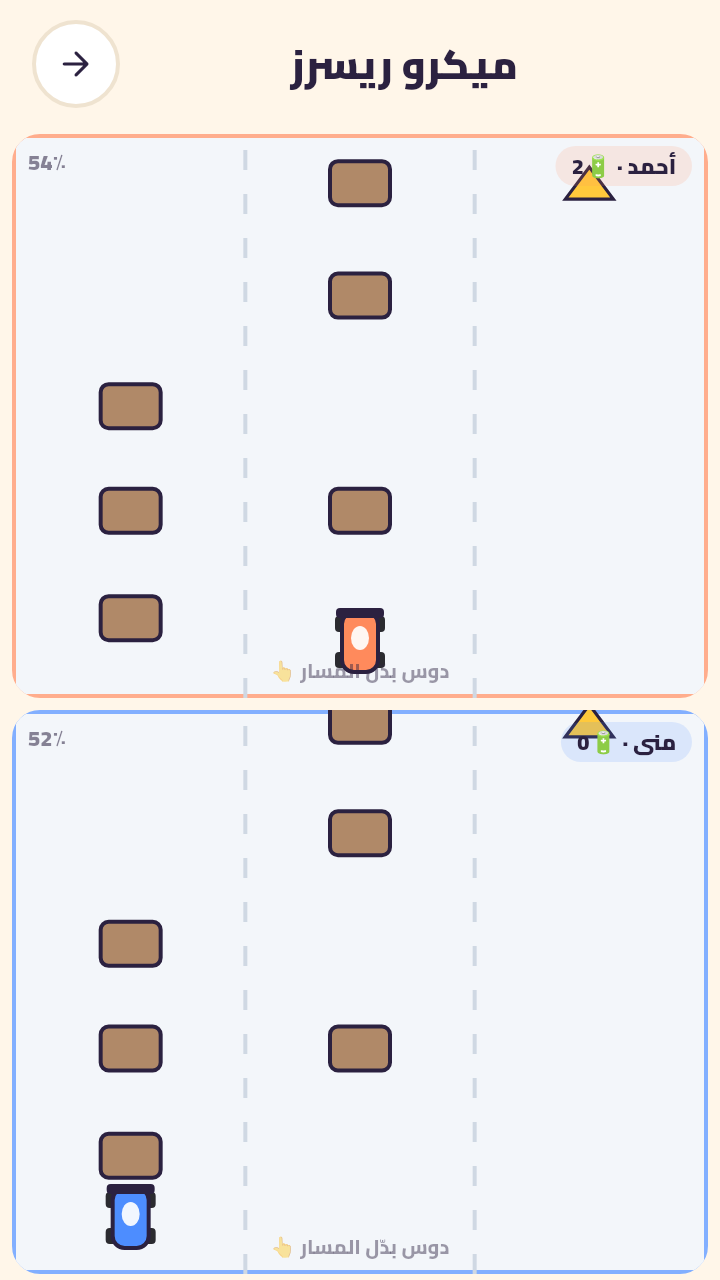 ميكرو ريسرز
أحمد · 🔋 2
54٪
دوس بدّل المسار 👆
منى · 🔋 0
52٪
دوس بدّل المسار 👆